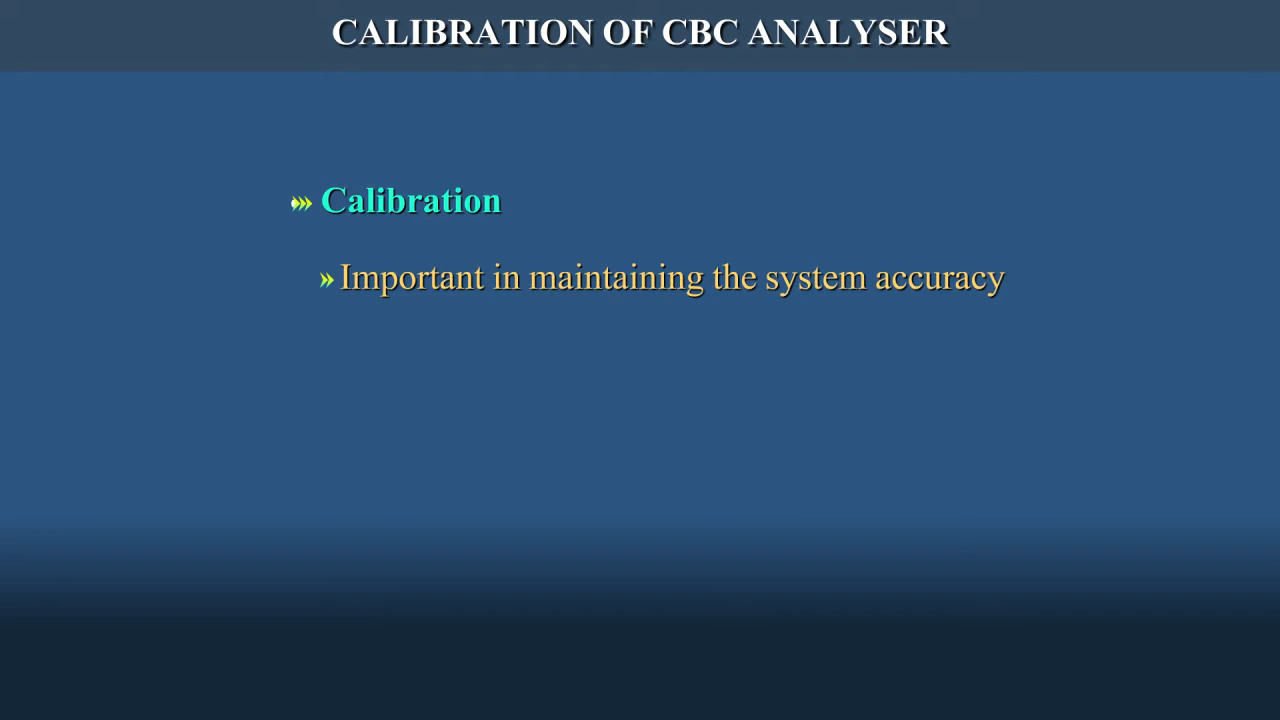 CALIBRATION OF CBC ANALYSER
Calibration
» Important in maintaining the system accuracy